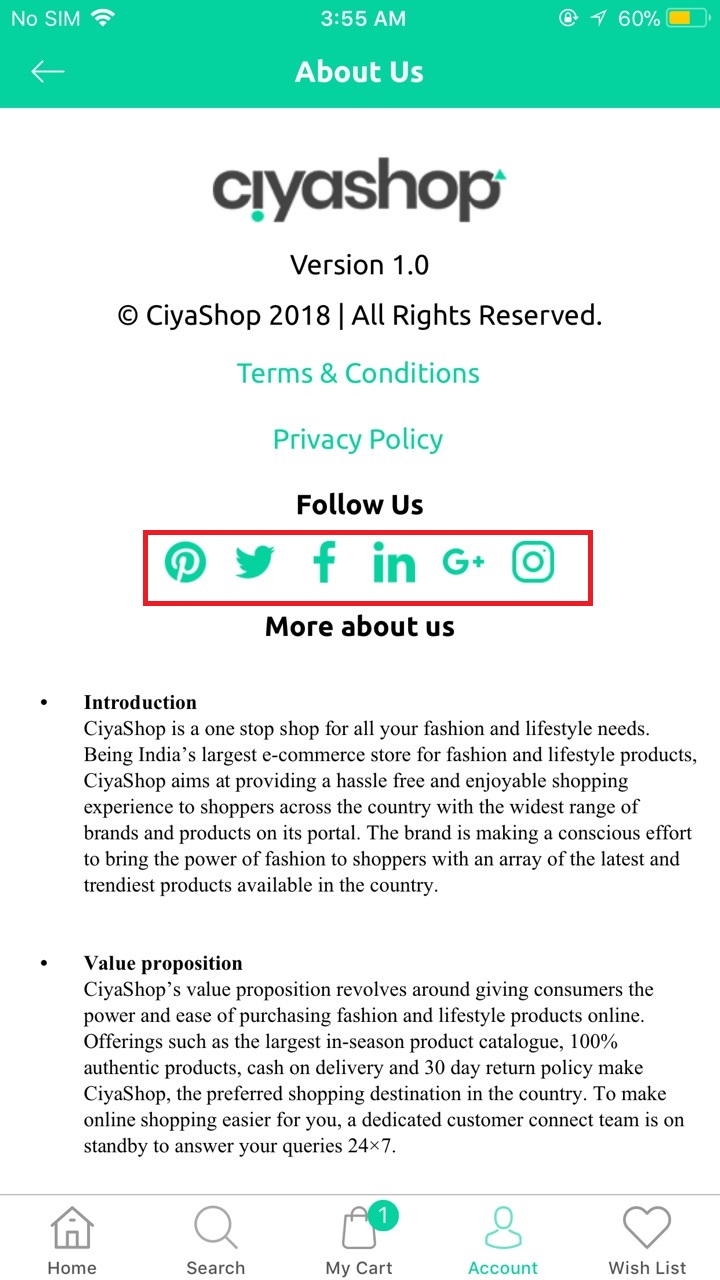 No SIM 3:55 AM 60%
About Us
ciyashop
Version 1.0
© CiyaShop 2018 | All Rights Reserved.
Terms & Conditions
Privacy Policy
Follow Us
in G+
More about us
• Introduction
CiyaShop is a one stop shop for all your fashion and lifestyle needs.
Being India’s largest e-commerce store for fashion and lifestyle products,
CiyaShop aims at providing a hassle free and enjoyable shopping
experience to shoppers across the country with the widest range of
brands and products on its portal. The brand is making a conscious effort
to bring the power of fashion to shoppers with an array of the latest and
trendiest products available in the country.
• Value proposition
CiyaShop’s value proposition revolves around giving consumers the
power and ease of purchasing fashion and lifestyle products online.
Offerings such as the largest in-season product catalogue, 100%
authentic products, cash on delivery and 30 day return policy make
CiyaShop, the preferred shopping destination in the country. To make
online shopping easier for you, a dedicated customer connect team is on
standby to answer your queries 24×7.
1
Home Search My Cart Account Wish List